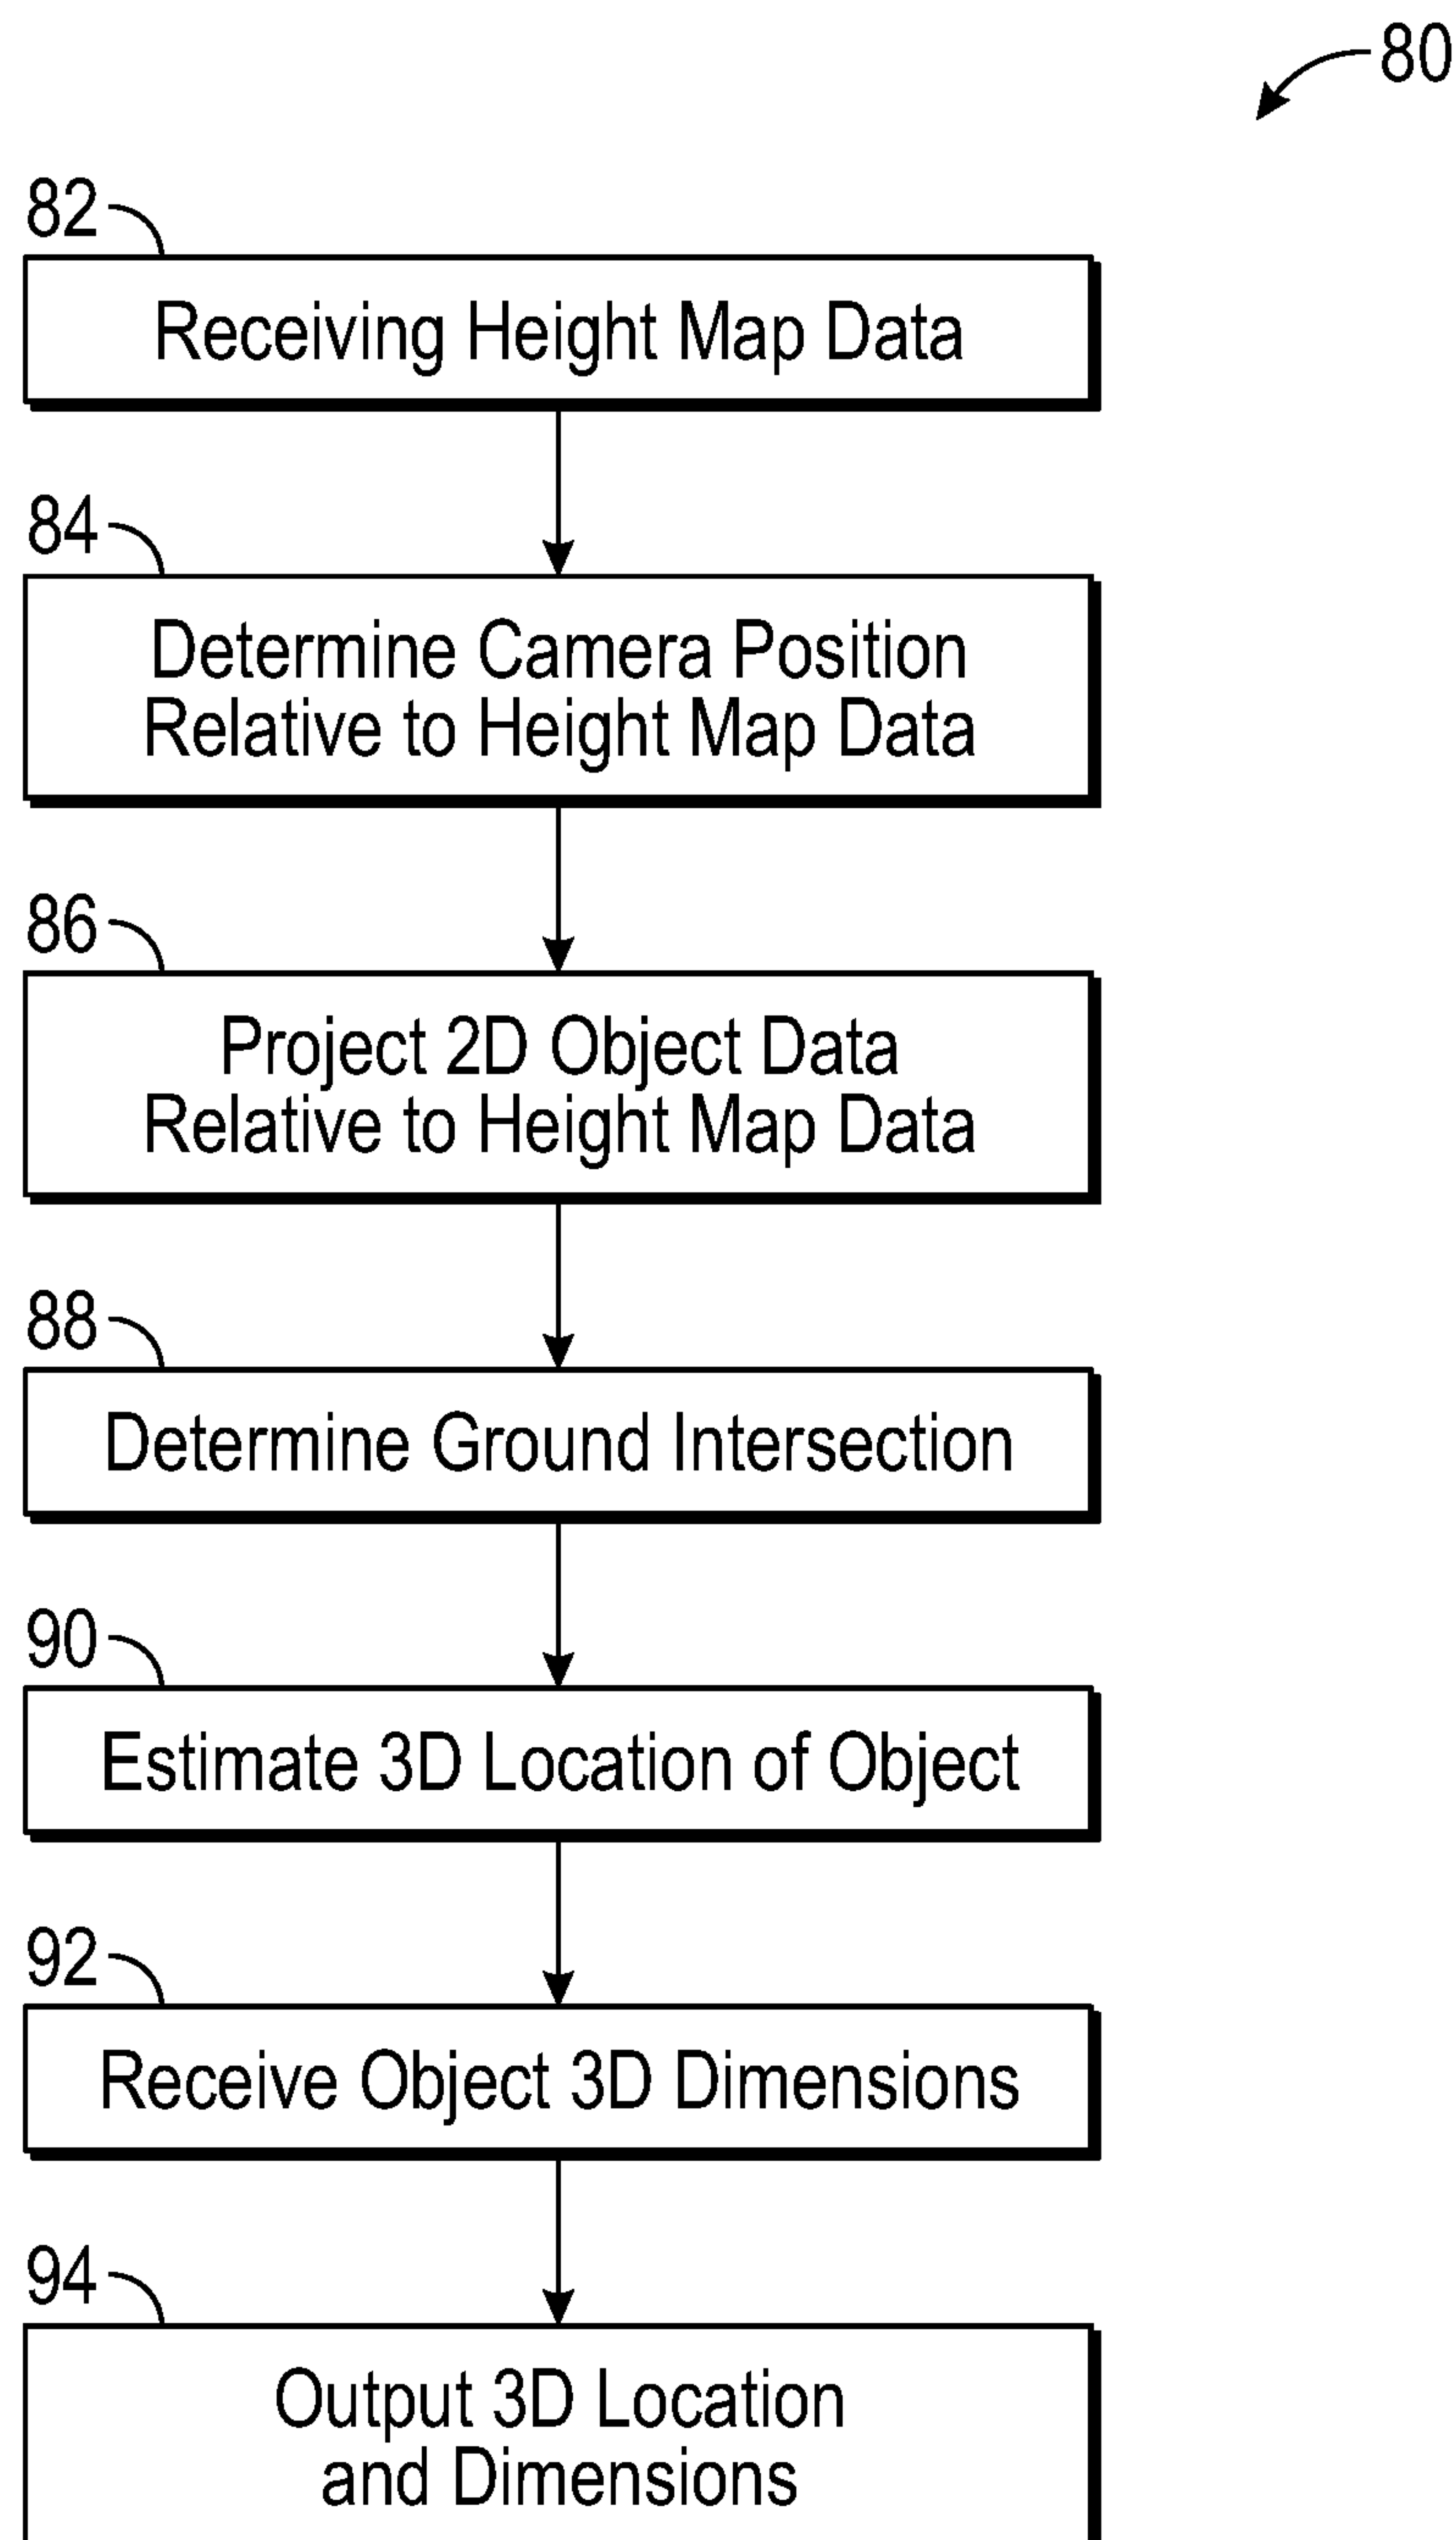 80
82
Receiving Height Map Data
84
Determine Camera Position
Relative to Height Map Data
86
Project 2D Object Data
Relative to Height Map Data
88
Determine Ground Intersection
90
Estimate 3D Location of Object
92
Receive Object 3D Dimensions
94
Output 3D Location
and Dimensions